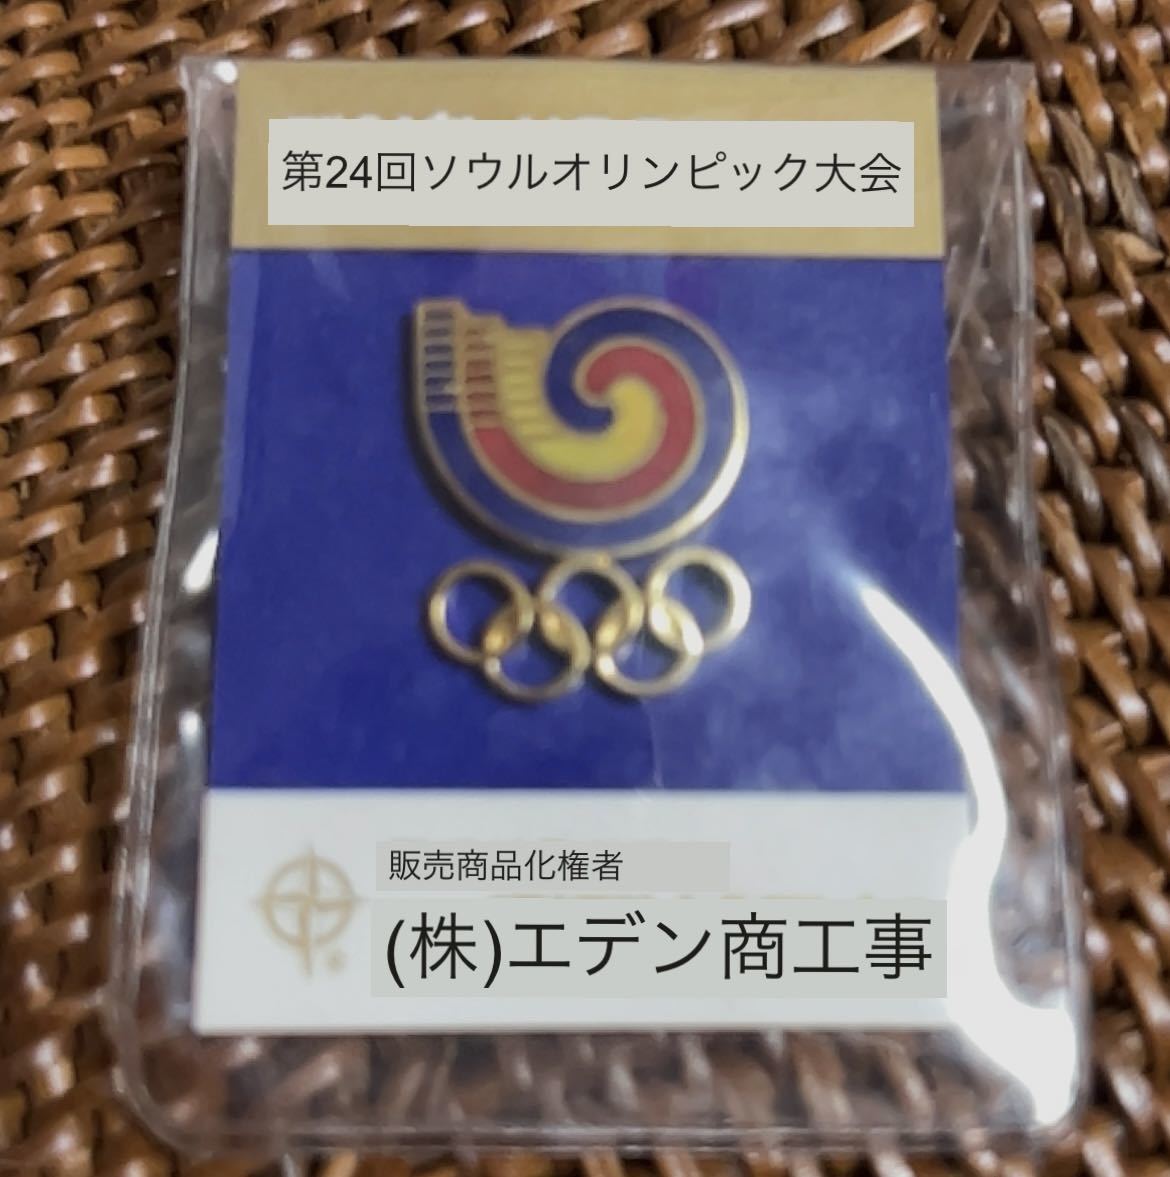 第24回ソウルオリンピック大会
販売商品化権者
(株)エデン商工事